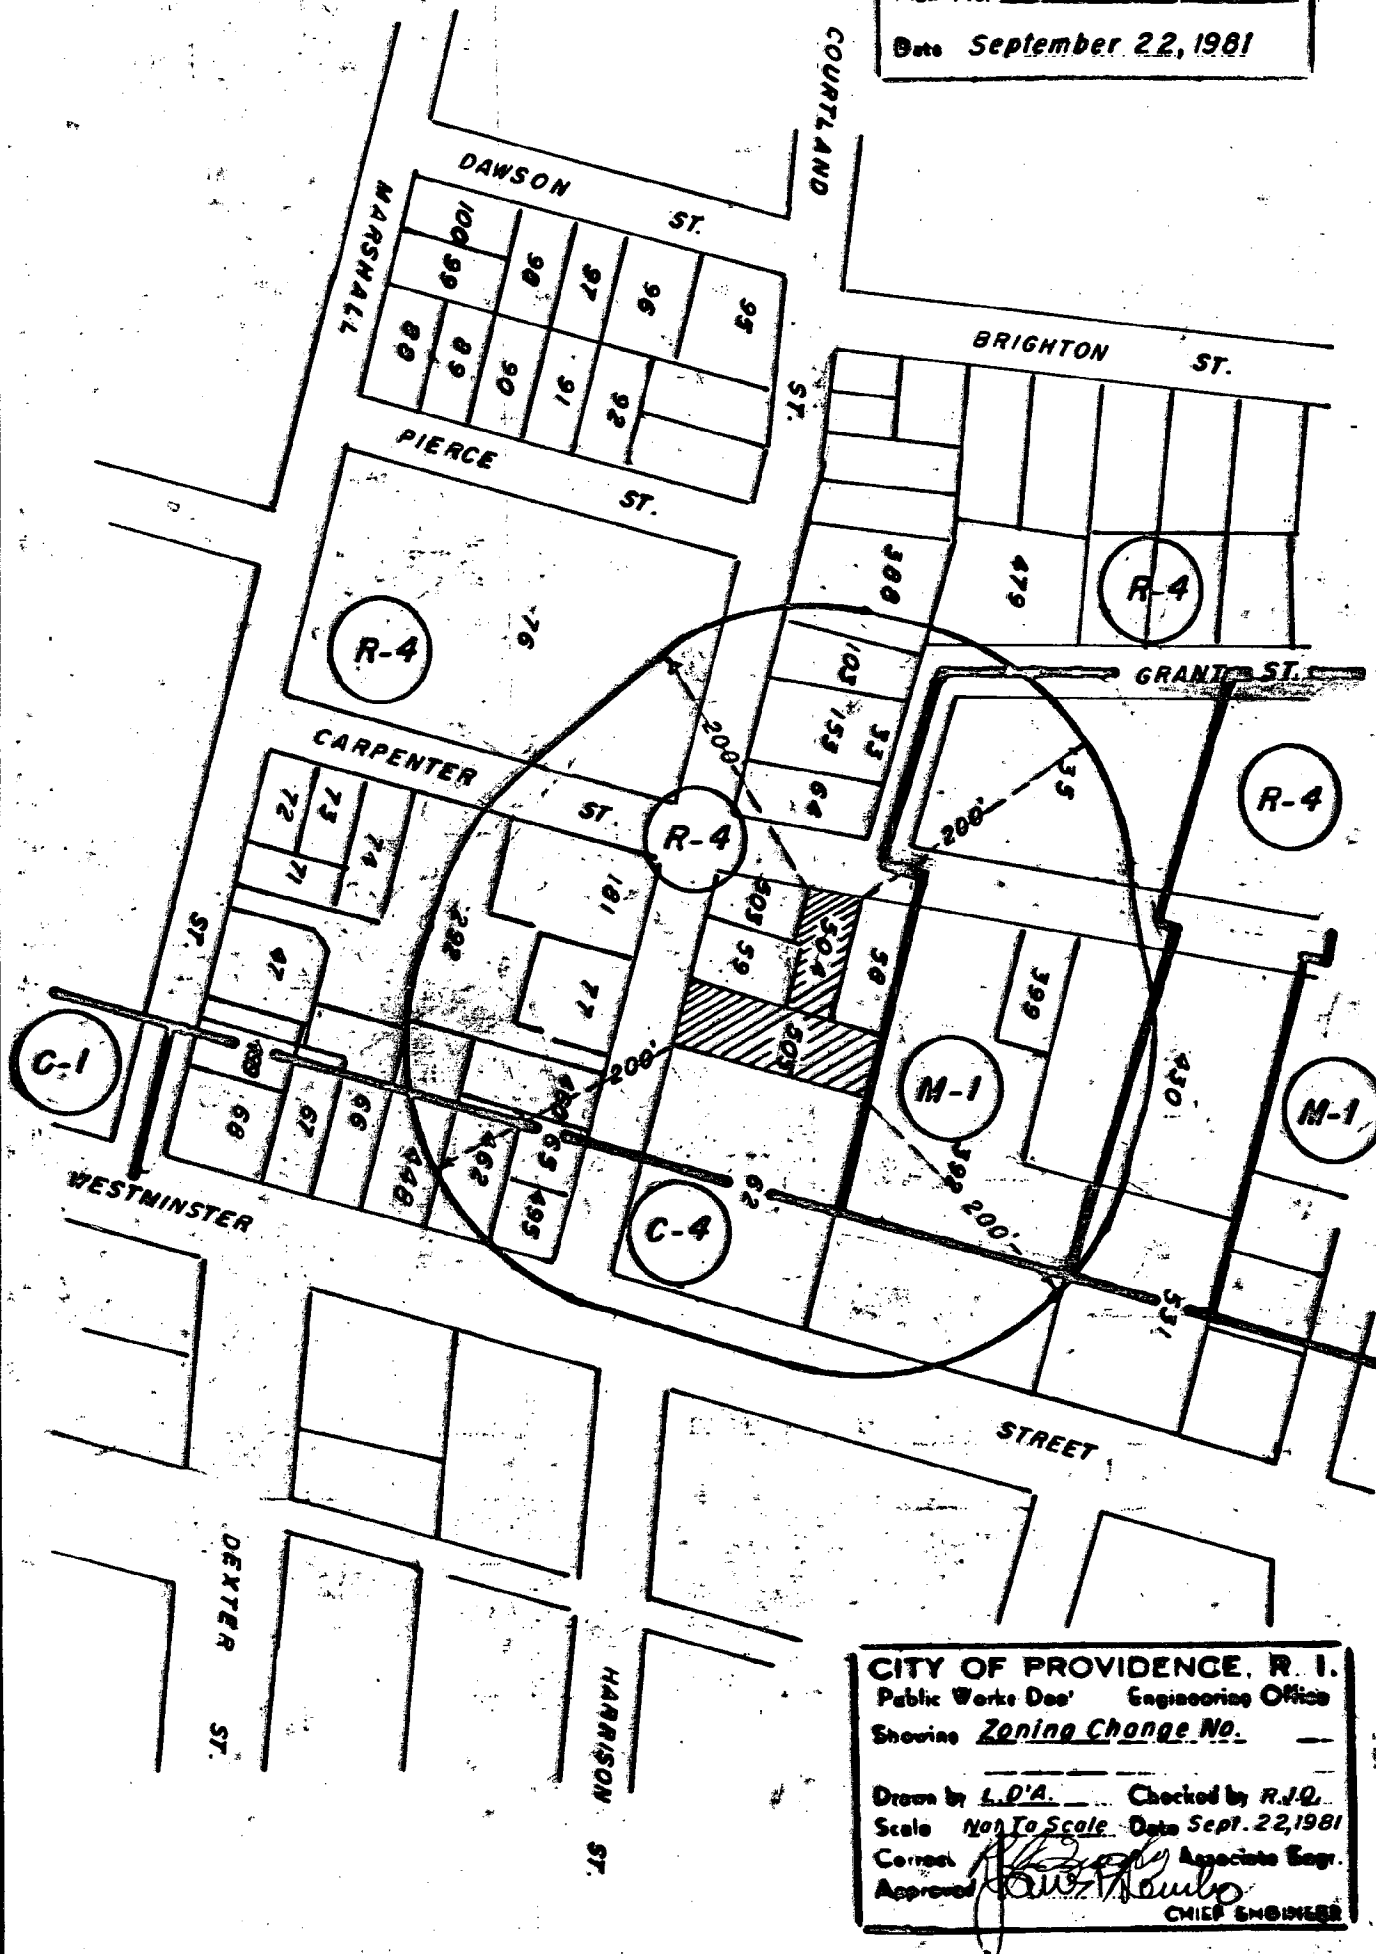 Date September 22, 1981
COURTLAND
ST.
DAWSON ST.
MARSHALL
ST.
100
99
98
97
96
95
88
89
90
91
92
BRIGHTON ST.
PIERCE ST.
R-4
76
388
479
R-4
103
153
33
64
GRANT ST.
35
R-4
200'
200'
CARPENTER ST.
R-4
72
73
74
71
181
292
47
77
503
504
59
58
505
399
430
C-1
M-1
M-1
200'
68
67
66
448
462
65
495
62
392
200'
C-4
531
WESTMINSTER
STREET
DEXTER
ST.
HARRISON
ST.
CITY OF PROVIDENCE, R. I.
Public Works Dep' Engineering Office
Showing Zoning Change No.
Drawn by L.D'A. Checked by R.J.Q.
Scale Not To Scale Date Sept. 22, 1981
Correct Associate Engr.
Approved
CHIEF ENGINEER